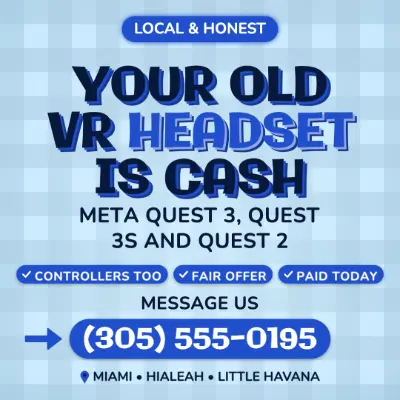 LOCAL & HONEST
YOUR OLD
VR HEADSET
IS CASH
META QUEST 3, QUEST
3S AND QUEST 2
✓ CONTROLLERS TOO ✓ FAIR OFFER ✓ PAID TODAY
MESSAGE US
(305) 555-0195
MIAMI • HIALEAH • LITTLE HAVANA